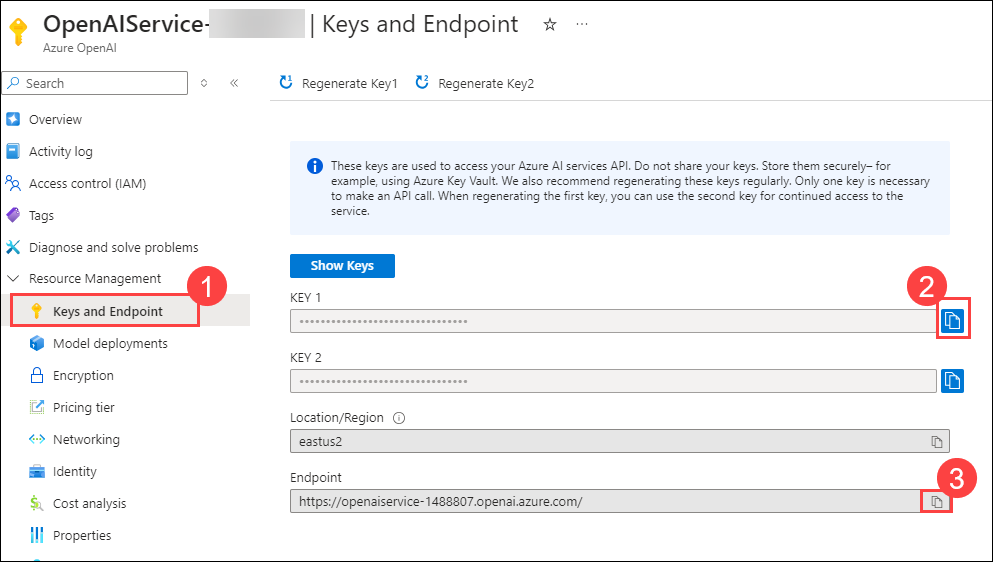 OpenAIService- | Keys and Endpoint
Azure OpenAI
Search
Regenerate Key1
Regenerate Key2
Overview
Activity log
Access control (IAM)
Tags
Diagnose and solve problems
Resource Management
1
Keys and Endpoint
Model deployments
Encryption
Pricing tier
Networking
Identity
Cost analysis
Properties
These keys are used to access your Azure AI services API. Do not share your keys. Store them securely– for
example, using Azure Key Vault. We also recommend regenerating these keys regularly. Only one key is necessary
to make an API call. When regenerating the first key, you can use the second key for continued access to the
service.
Show Keys
KEY 1
2
••••••••••••••••••••••••••••••••
KEY 2
••••••••••••••••••••••••••••••••
Location/Region
eastus2
Endpoint
3
https://openaiservice-1488807.openai.azure.com/